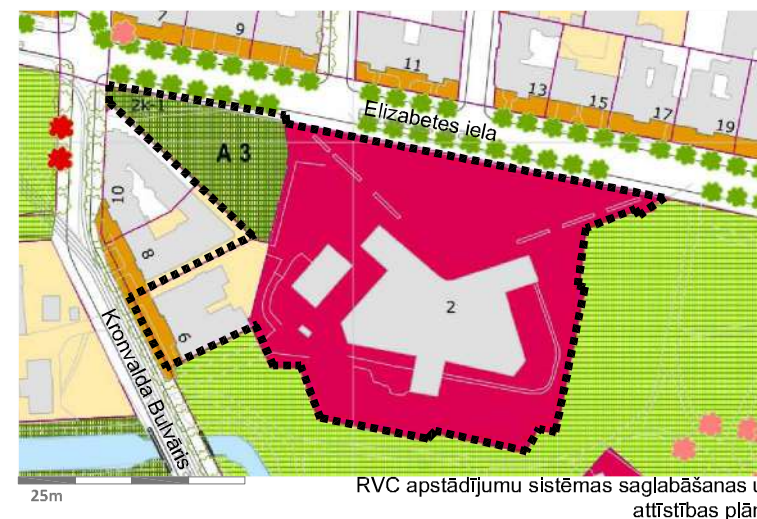 7
9
11
13
15
17
19
Elizabetes iela
2k-1
A 3
10
8
6
2
Kronvalda Bulvāris
25m
RVC apstādījumu sistēmas saglabāšanas u
attīstības plān